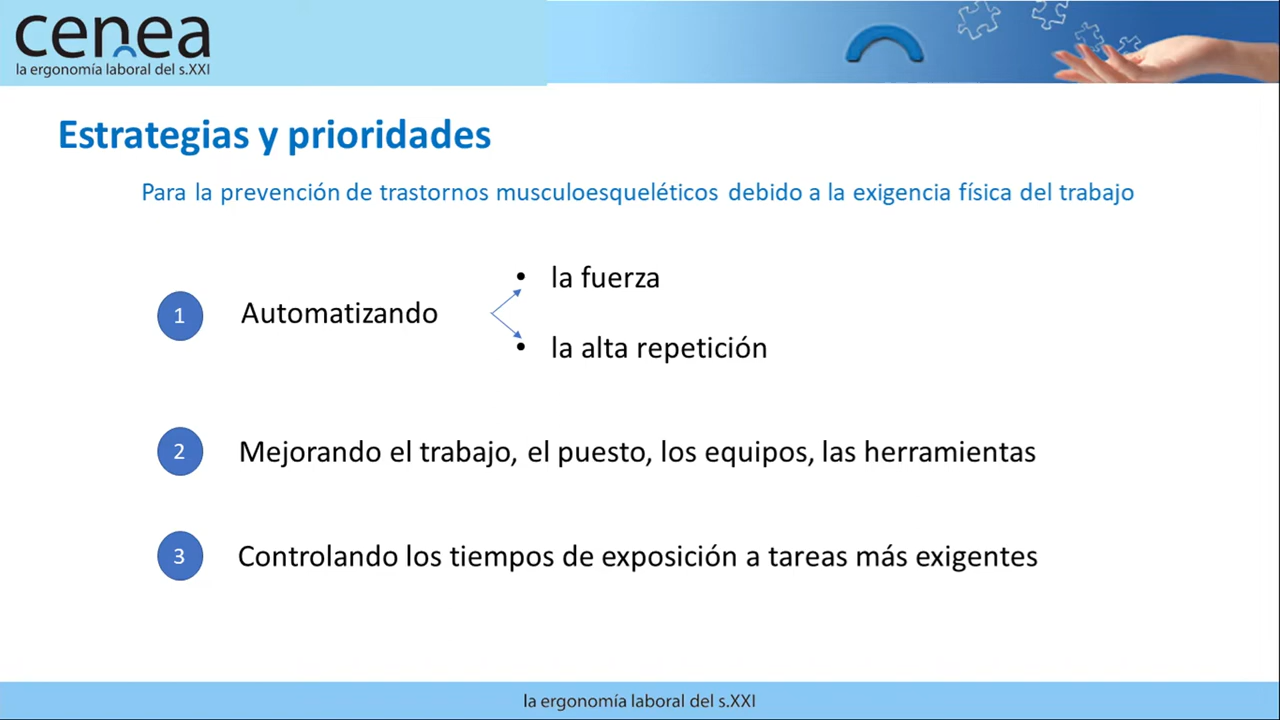 cenea
la ergonomía laboral del s.XXI
Estrategias y prioridades
Para la prevención de trastornos musculoesqueléticos debido a la exigencia física del trabajo
1 Automatizando
• la fuerza
• la alta repetición
2 Mejorando el trabajo, el puesto, los equipos, las herramientas
3 Controlando los tiempos de exposición a tareas más exigentes
la ergonomía laboral del s.XXI